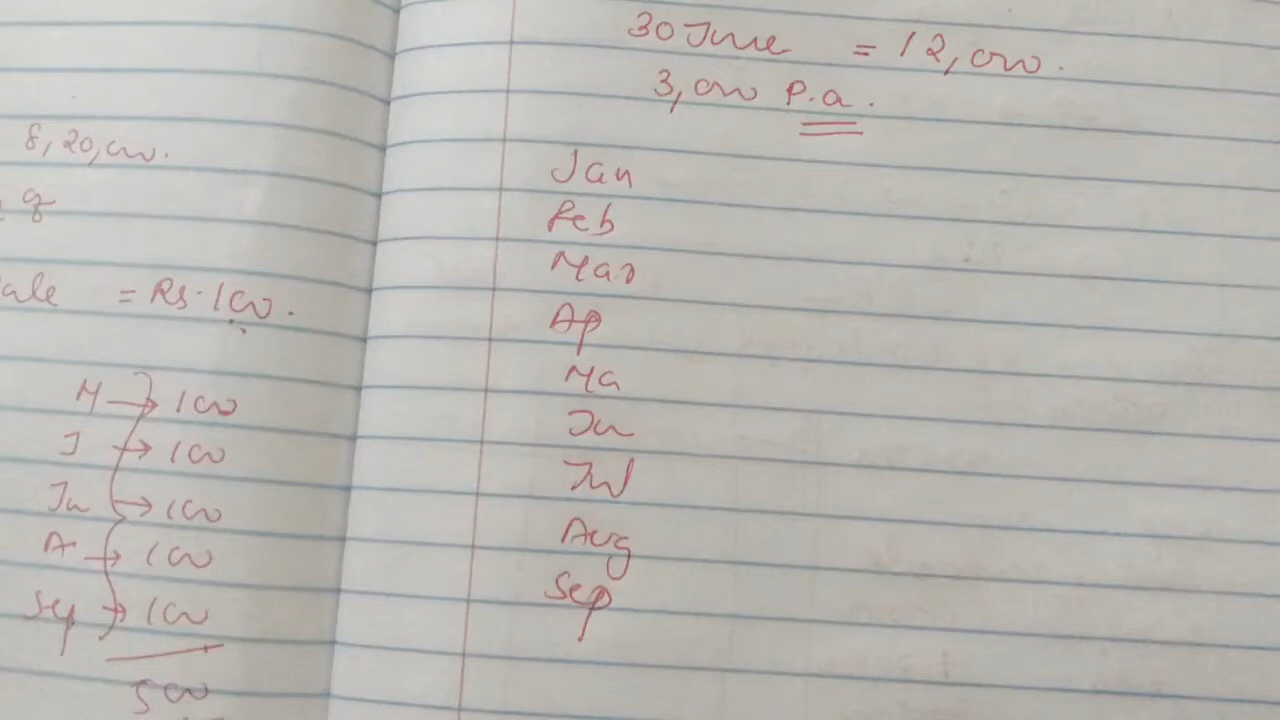 8,20,000.
= Rs. 100.
M → 100
J → 100
Ju → 100
A → 100
Sep → 100
500
30 June = 12,000.
3,000 P.a.
Jan
Feb
Mar
Ap
Ma
Ju
Jul
Aug
Sep